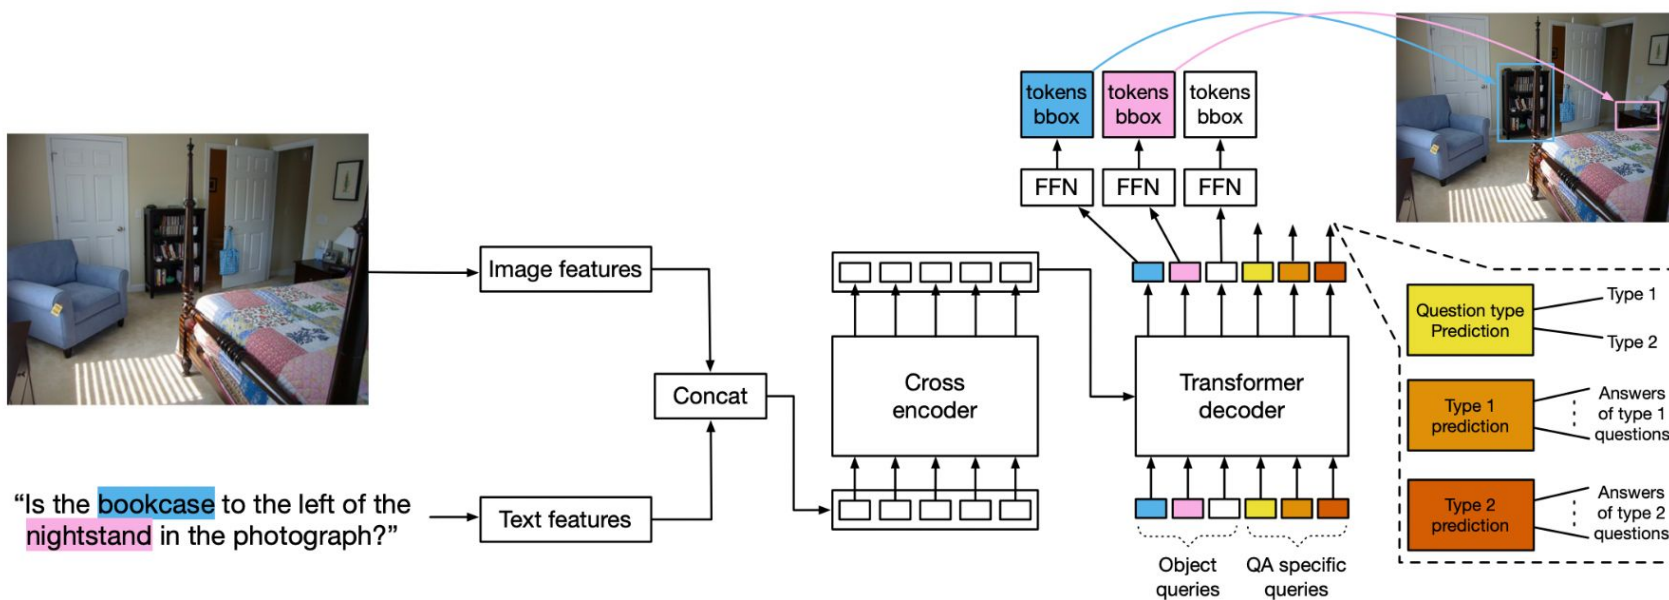 “Is the bookcase to the left of the
nightstand in the photograph?”
Image features
Text features
Concat
Cross
encoder
Transformer
decoder
Object
queries
QA specific
queries
FFN
FFN
FFN
tokens
bbox
tokens
bbox
tokens
bbox
Question type
Prediction
Type 1
Type 2
Type 1
prediction
Answers
of type 1
questions
Type 2
prediction
Answers
of type 2
questions